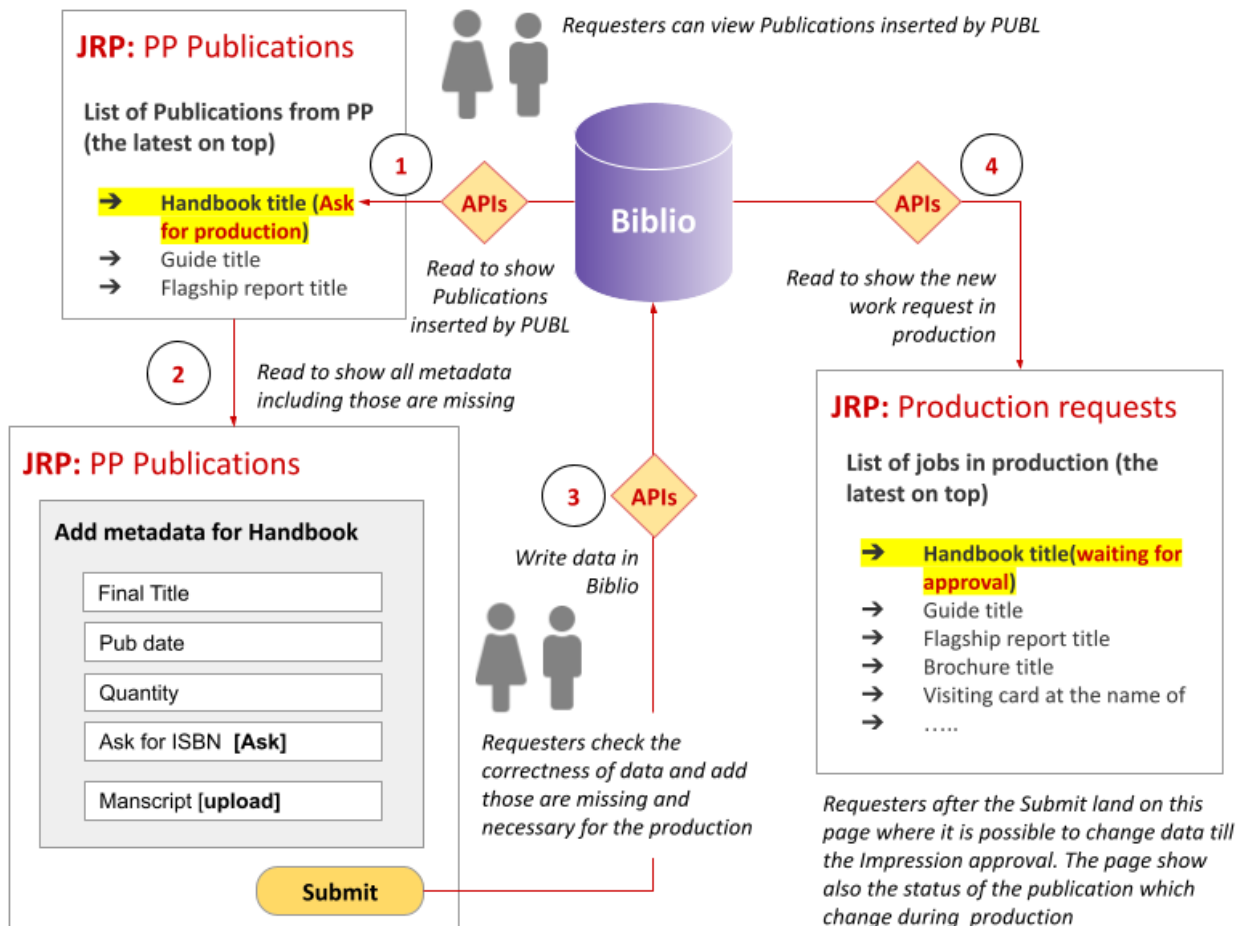 Requesters can view Publications inserted by PUBL
JRP: PP Publications
List of Publications from PP
(the latest on top)
➔ Handbook title (Ask
for production)
➔ Guide title
➔ Flagship report title
1
APIs
Read to show
Publications
inserted by PUBL
Biblio
APIs
4
Read to show the new
work request in
production
2
Read to show all metadata
including those are missing
JRP: PP Publications
Add metadata for Handbook
Final Title
Pub date
Quantity
Ask for ISBN [Ask]
Manscript [upload]
Submit
3
APIs
Write data in
Biblio
Requesters check the
correctness of data and add
those are missing and
necessary for the production
JRP: Production requests
List of jobs in production (the
latest on top)
➔ Handbook title(waiting for
approval)
➔ Guide title
➔ Flagship report title
➔ Brochure title
➔ Visiting card at the name of
➔ …..
Requesters after the Submit land on this
page where it is possible to change data till
the Impression approval. The page show
also the status of the publication which
change during production